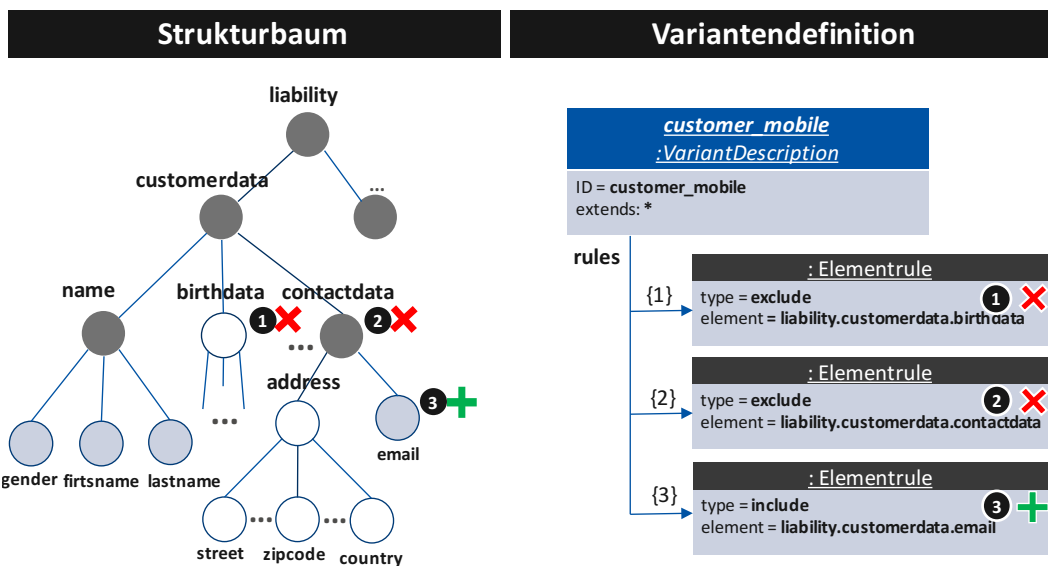 Strukturbaum
liability
customerdata
...
name
birthdata
contactdata
1
2
...
address
3
...
email
gender
firtsname
lastname
...
...
street
zipcode
country
Variantendefinition
customer_mobile
:VariantDescription
ID = customer_mobile
extends: *
rules
{1}
: Elementrule
type = exclude
1
element = liability.customerdata.birthdata
{2}
: Elementrule
type = exclude
2
element = liability.customerdata.contactdata
{3}
: Elementrule
type = include
3
element = liability.customerdata.email